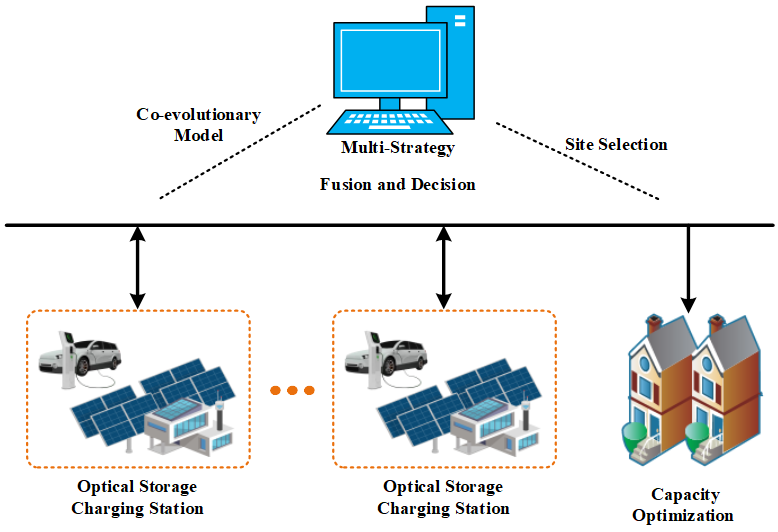 Co-evolutionary
Model
Multi-Strategy
Fusion and Decision
Site Selection
Optical Storage
Charging Station
Optical Storage
Charging Station
Capacity
Optimization